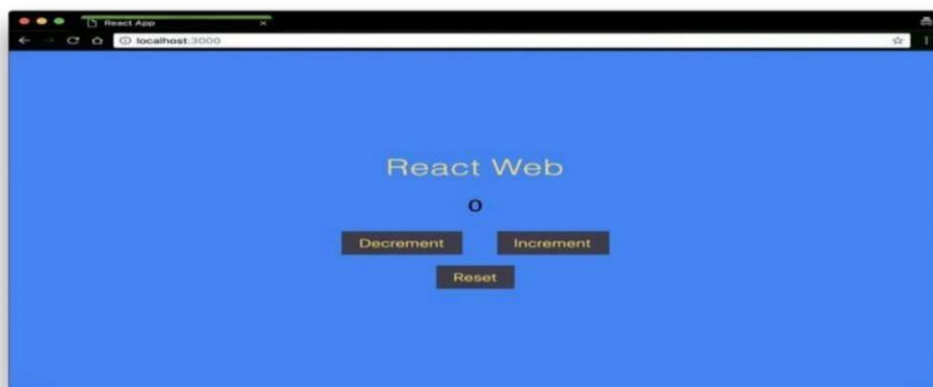 React App
localhost:3000
React Web
0
Decrement Increment
Reset